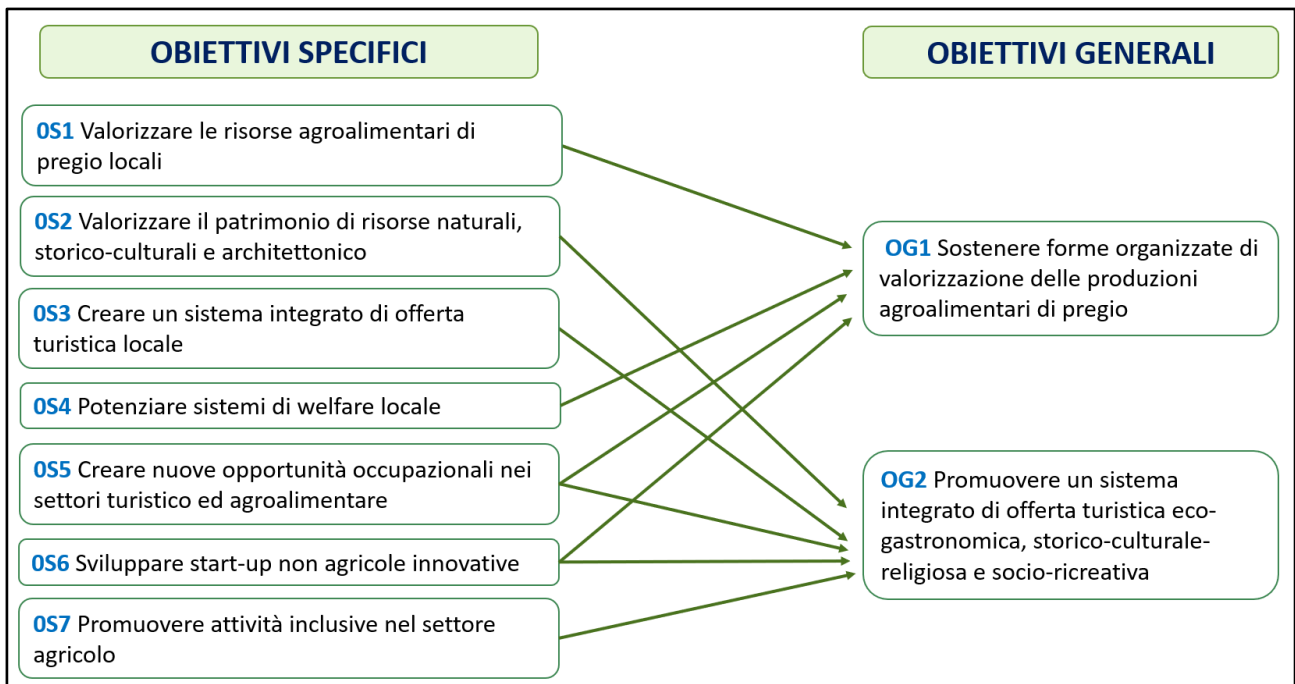 OBIETTIVI SPECIFICI
0S1 Valorizzare le risorse agroalimentari di
pregio locali
0S2 Valorizzare il patrimonio di risorse naturali,
storico-culturali e architettonico
0S3 Creare un sistema integrato di offerta
turistica locale
0S4 Potenziare sistemi di welfare locale
0S5 Creare nuove opportunità occupazionali nei
settori turistico ed agroalimentare
0S6 Sviluppare start-up non agricole innovative
0S7 Promuovere attività inclusive nel settore
agricolo
OBIETTIVI GENERALI
OG1 Sostenere forme organizzate di
valorizzazione delle produzioni
agroalimentari di pregio
OG2 Promuovere un sistema
integrato di offerta turistica eco-
gastronomica, storico-culturale-
religiosa e socio-ricreativa